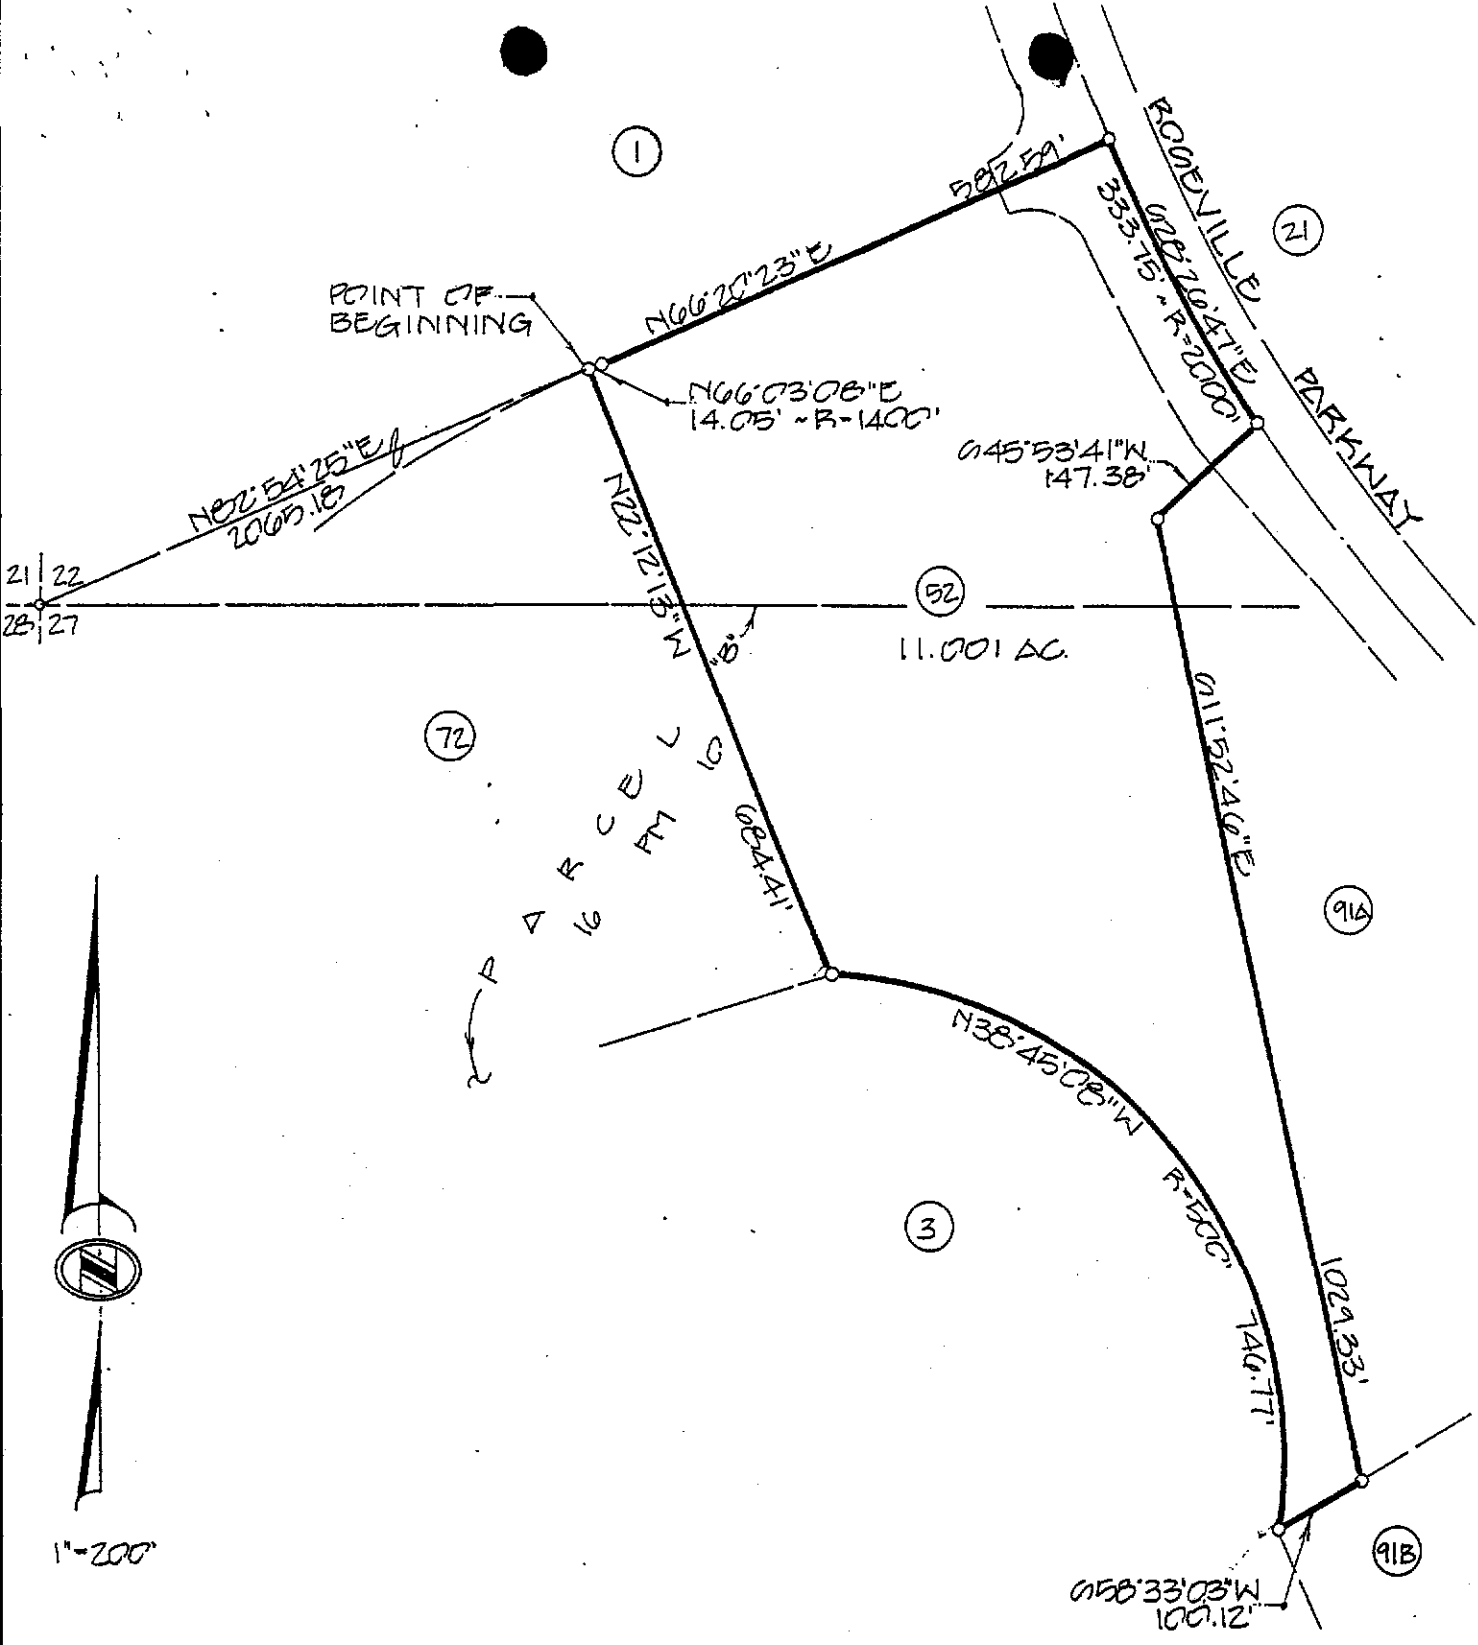 1
582.59'
ROSEVILLE
PARKWAY
21
333.75' ~ R=2000'
S28°26'47"E
N66°20'23"E
POINT OF
BEGINNING
N66°03'08"E
14.05' ~ R=1400'
S45°53'41"W
147.38'
N82°54'25"E
2065.18
21 22
28 27
N22°12'13"W
684.41'
"B"
52
11.001 AC.
72
PARCEL
16 PM 10
2
S11°52'46"E
1029.33'
91A
N38°45'08"W
R=500'
746.77'
3
1"=200'
S58°33'03"W
100.12'
91B